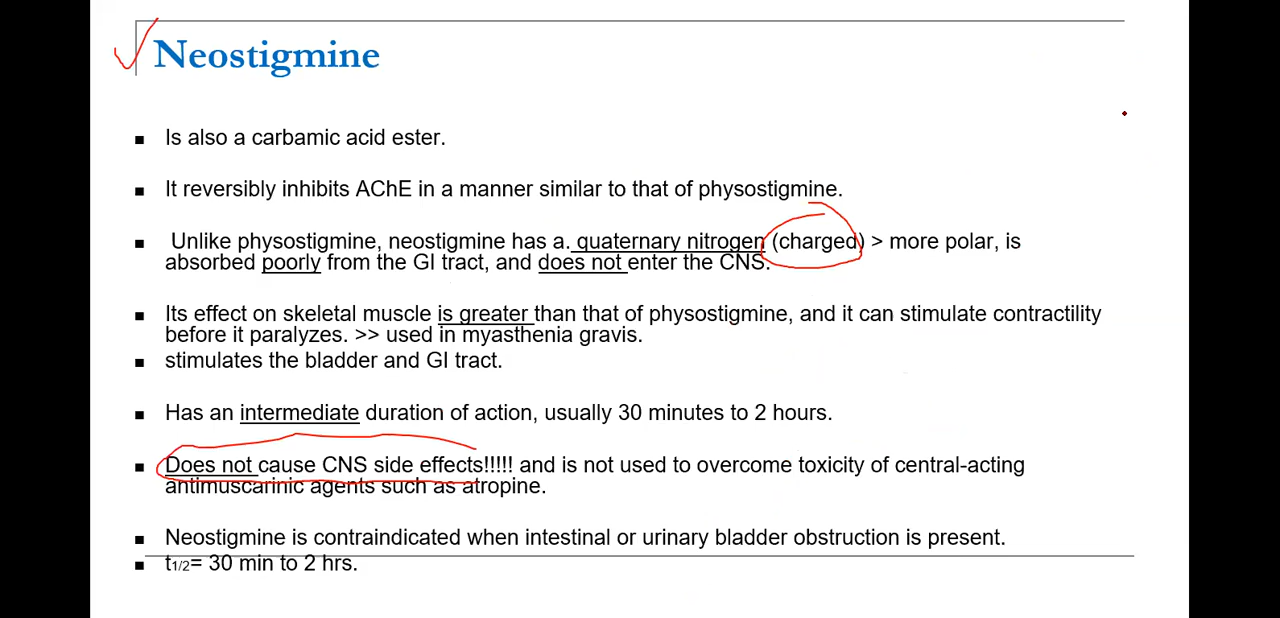 Neostigmine
▪ Is also a carbamic acid ester.
▪ It reversibly inhibits AChE in a manner similar to that of physostigmine.
▪ Unlike physostigmine, neostigmine has a. quaternary nitrogen (charged) > more polar, is
absorbed poorly from the GI tract, and does not enter the CNS.
▪ Its effect on skeletal muscle is greater than that of physostigmine, and it can stimulate contractility
before it paralyzes. >> used in myasthenia gravis.
▪ stimulates the bladder and GI tract.
▪ Has an intermediate duration of action, usually 30 minutes to 2 hours.
▪ Does not cause CNS side effects!!!!! and is not used to overcome toxicity of central-acting
antimuscarinic agents such as atropine.
▪ Neostigmine is contraindicated when intestinal or urinary bladder obstruction is present.
▪ t1/2= 30 min to 2 hrs.